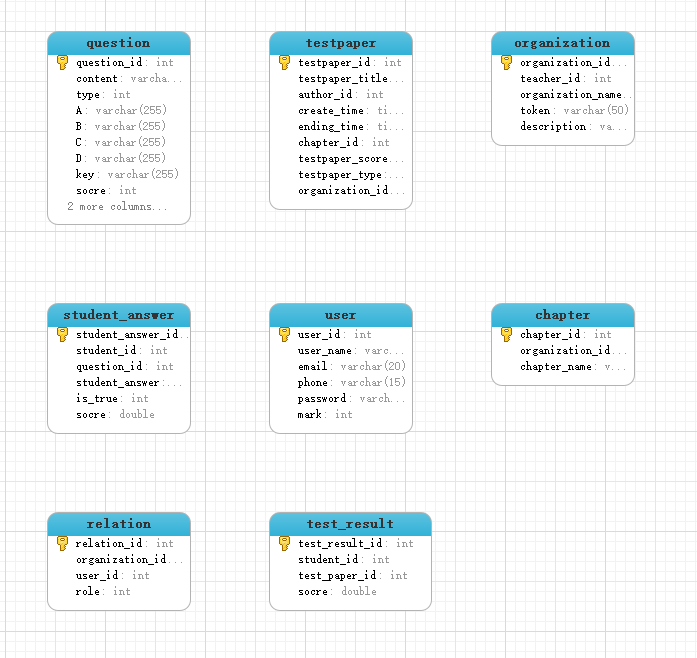 question
question_id: int
content: varcha...
type: int
A: varchar(255)
B: varchar(255)
C: varchar(255)
D: varchar(255)
key: varchar(255)
socre: int
2 more columns...
testpaper
testpaper_id: int
testpaper_title...
author_id: int
create_time: ti...
ending_time: ti...
chapter_id: int
testpaper_score...
testpaper_type:...
organization_id...
organization
organization_id...
teacher_id: int
organization_name...
token: varchar(50)
description: va...
student_answer
student_answer_id...
student_id: int
question_id: int
student_answer:...
is_true: int
socre: double
user
user_id: int
user_name: varc...
email: varchar(20)
phone: varchar(15)
password: varch...
mark: int
chapter
chapter_id: int
organization_id...
chapter_name: v...
relation
relation_id: int
organization_id...
user_id: int
role: int
test_result
test_result_id: int
student_id: int
test_paper_id: int
socre: double